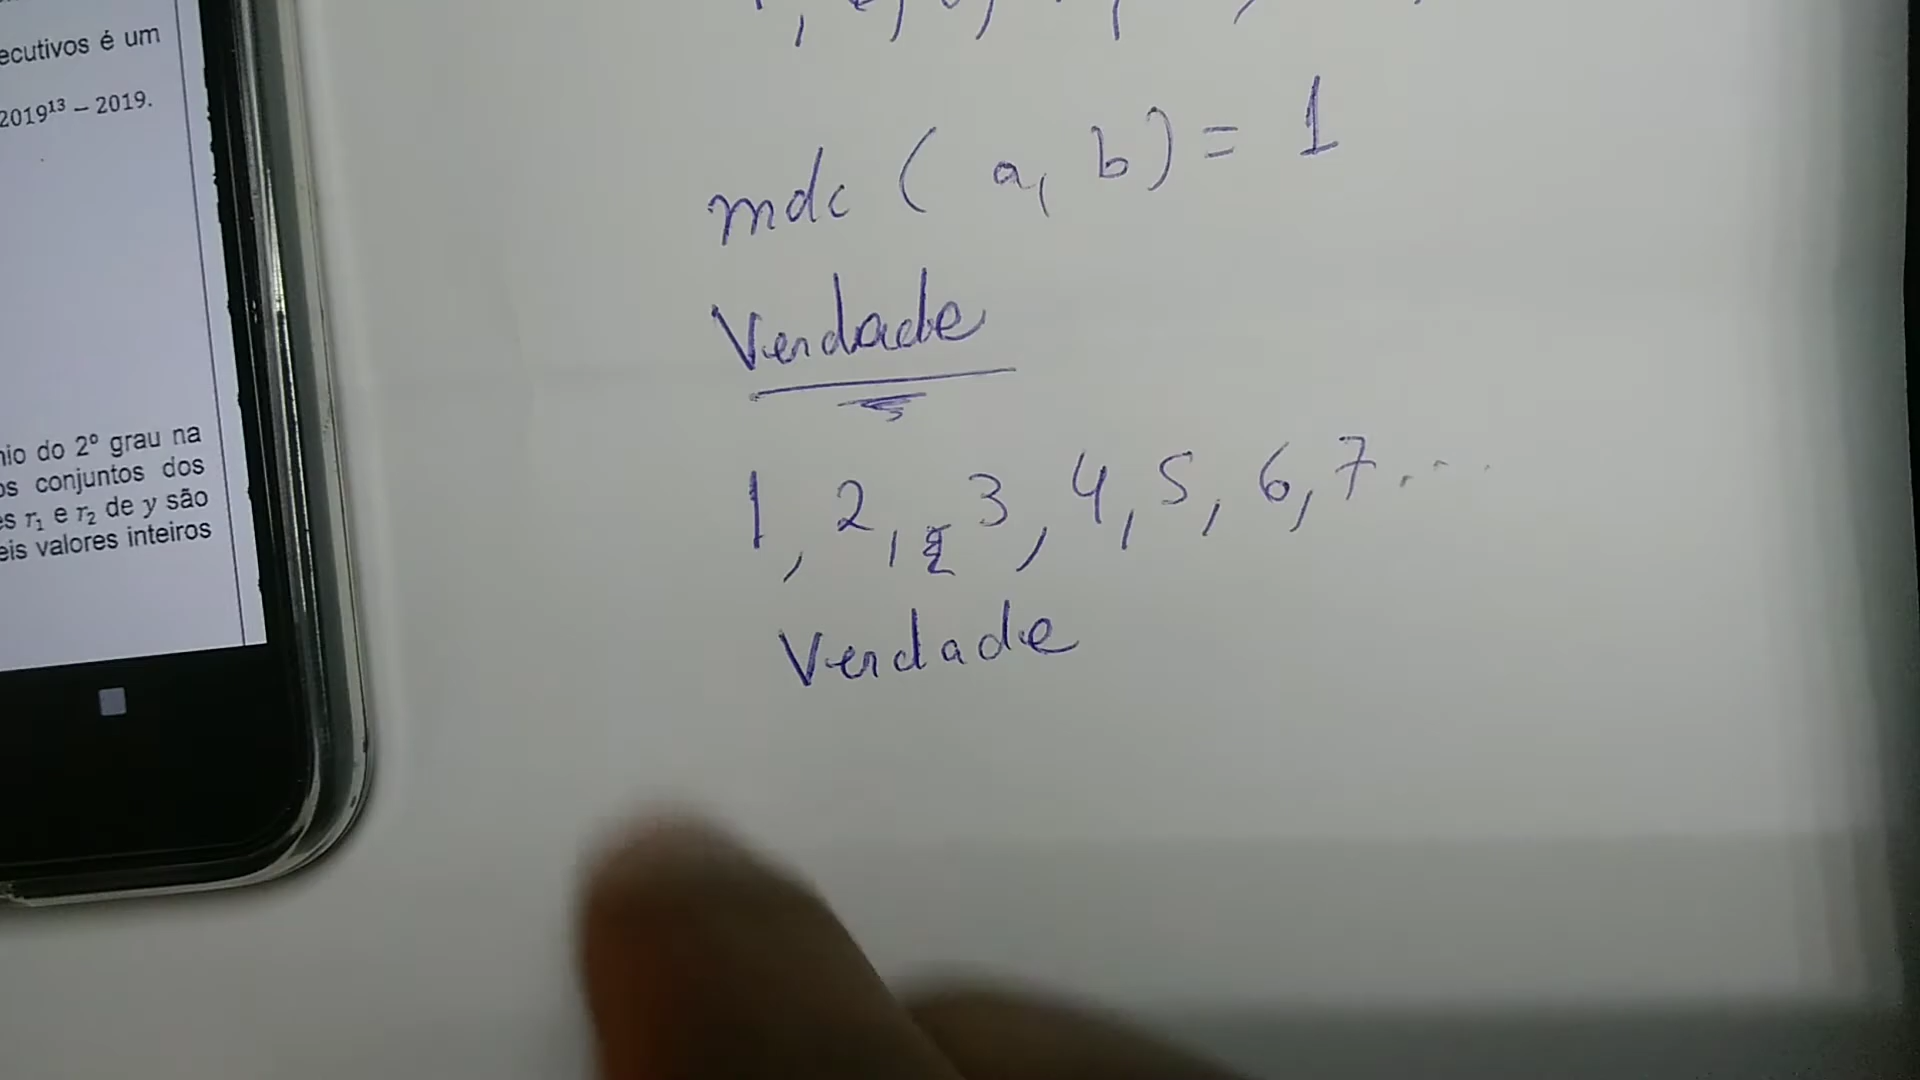 ecutivos é um
2019¹³ – 2019.
nio do 2º grau na
os conjuntos dos
es r₁ e r₂ de y são
eis valores inteiros
mdc ( a, b) = 1
Verdade
1, 2, 3, 4, 5, 6, 7...
Verdade